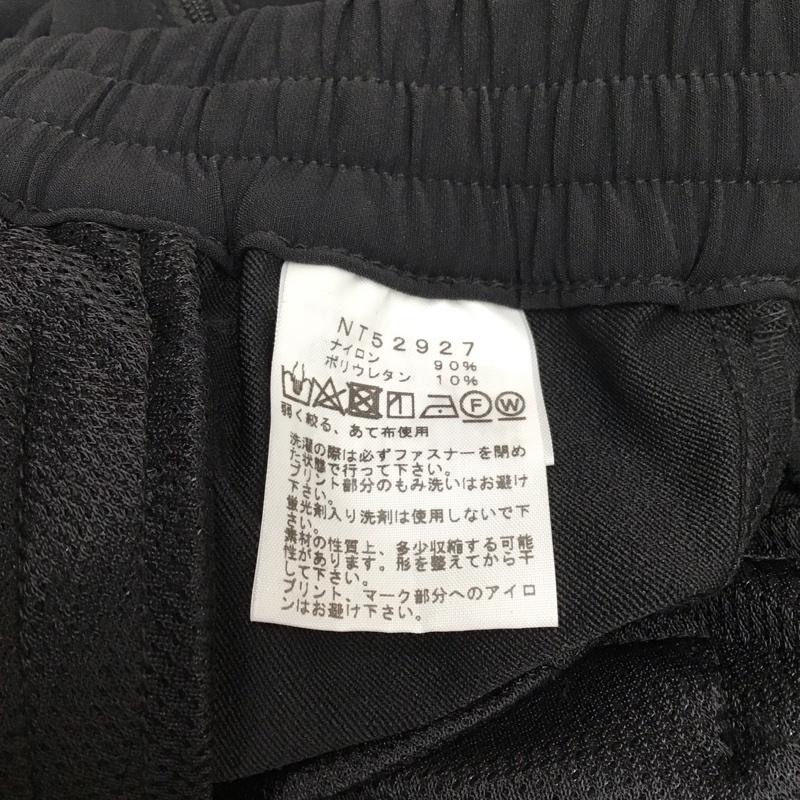 NT52927
ナイロン 90%
ポリウレタン 10%
F W
弱く絞る、あて布使用
洗濯の際は必ずファスナーを閉め
た状態で行って下さい。
プリント部分のもみ洗いはお避け
下さい。
蛍光剤入り洗剤は使用しないで下
さい。
素材の性質上、多少収縮する可能
性があります。形を整えてから干
して下さい。
プリント、マーク部分へのアイロ
ンはお避け下さい。